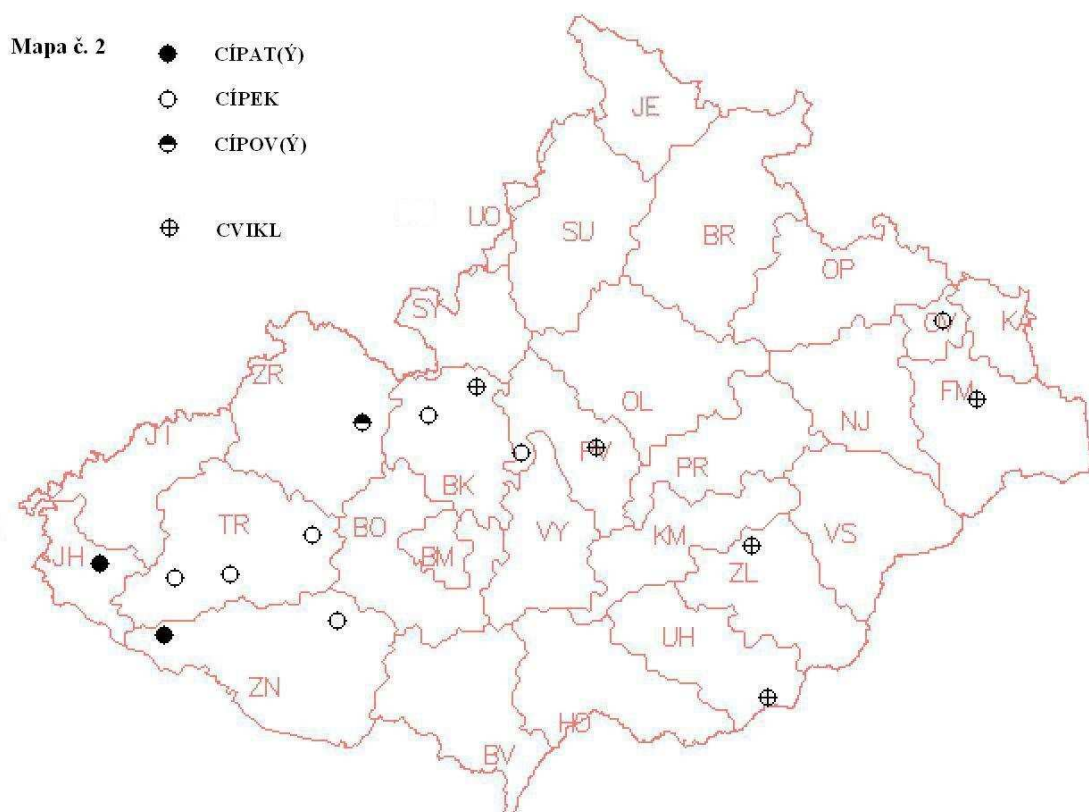 Mapa č. 2
CÍPAT(Ý)
CÍPEK
CÍPOV(Ý)
CVIKL
JE
UO
SU
BR
OP
SY
KA
ZR
OL
FM
NJ
JI
PV
PR
BK
TR
BO
VY
KM
VS
JH
BM
ZL
UH
ZN
HO
BV